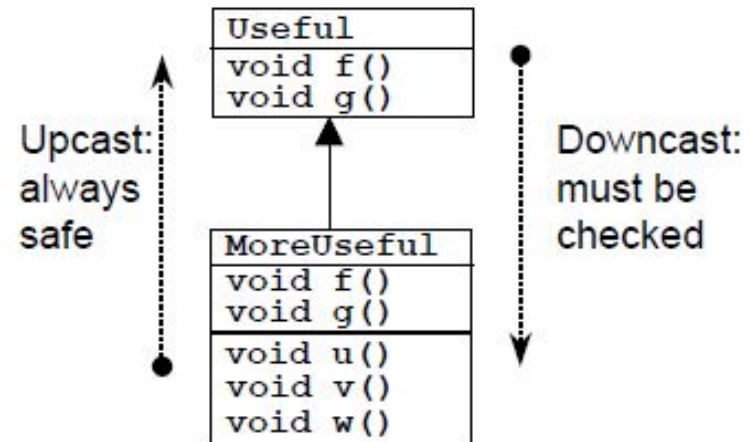 Useful
void f()
void g()
Upcast:
always
safe
Downcast:
must be
checked
MoreUseful
void f()
void g()
void u()
void v()
void w()